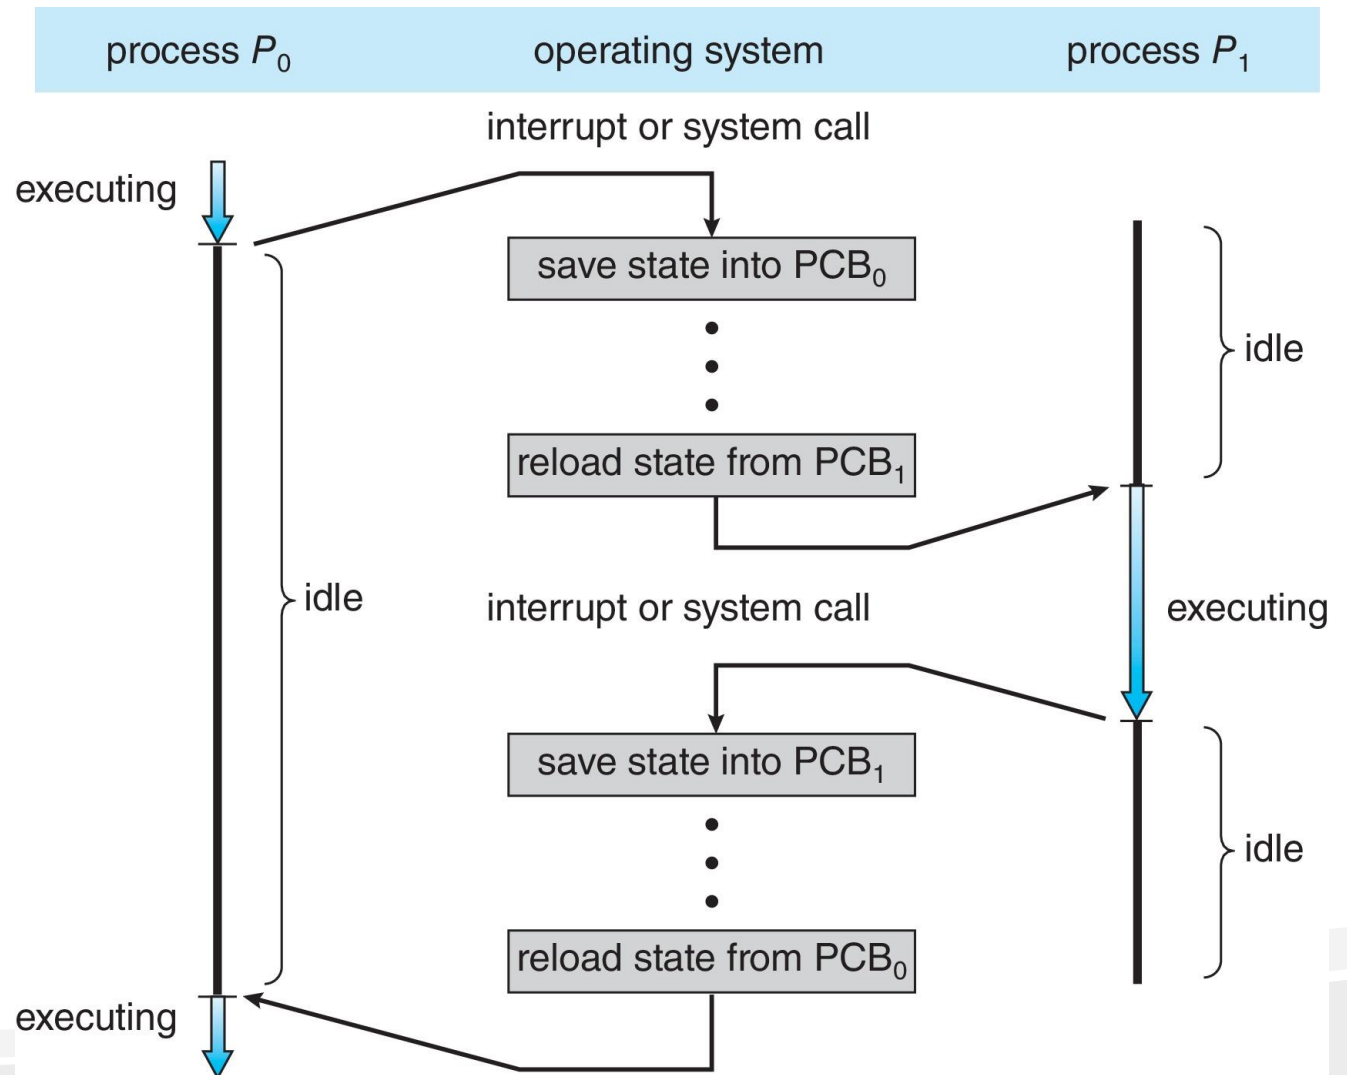 process P₀ operating system process P₁
interrupt or system call
executing
save state into PCB₀
idle
reload state from PCB₁
idle
interrupt or system call
executing
save state into PCB₁
idle
reload state from PCB₀
executing